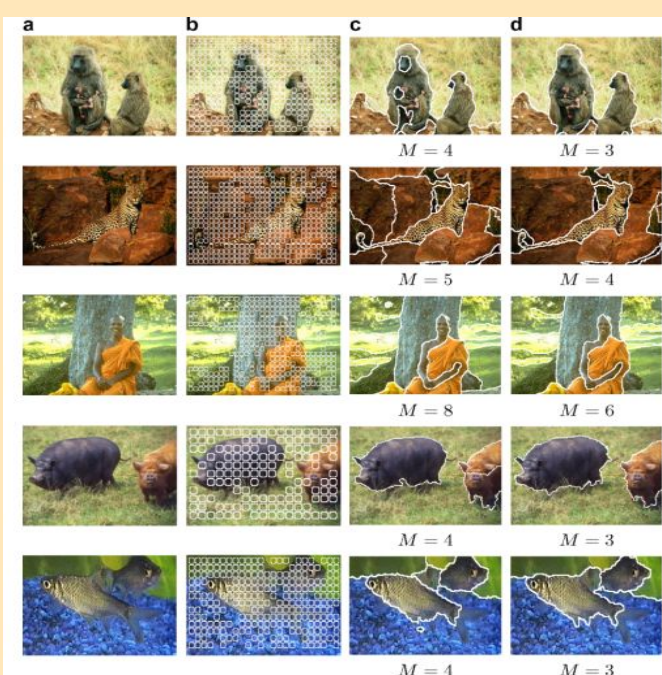 a b c d
M = 4 M = 3
M = 5 M = 4
M = 8 M = 6
M = 4 M = 3
M = 4 M = 3